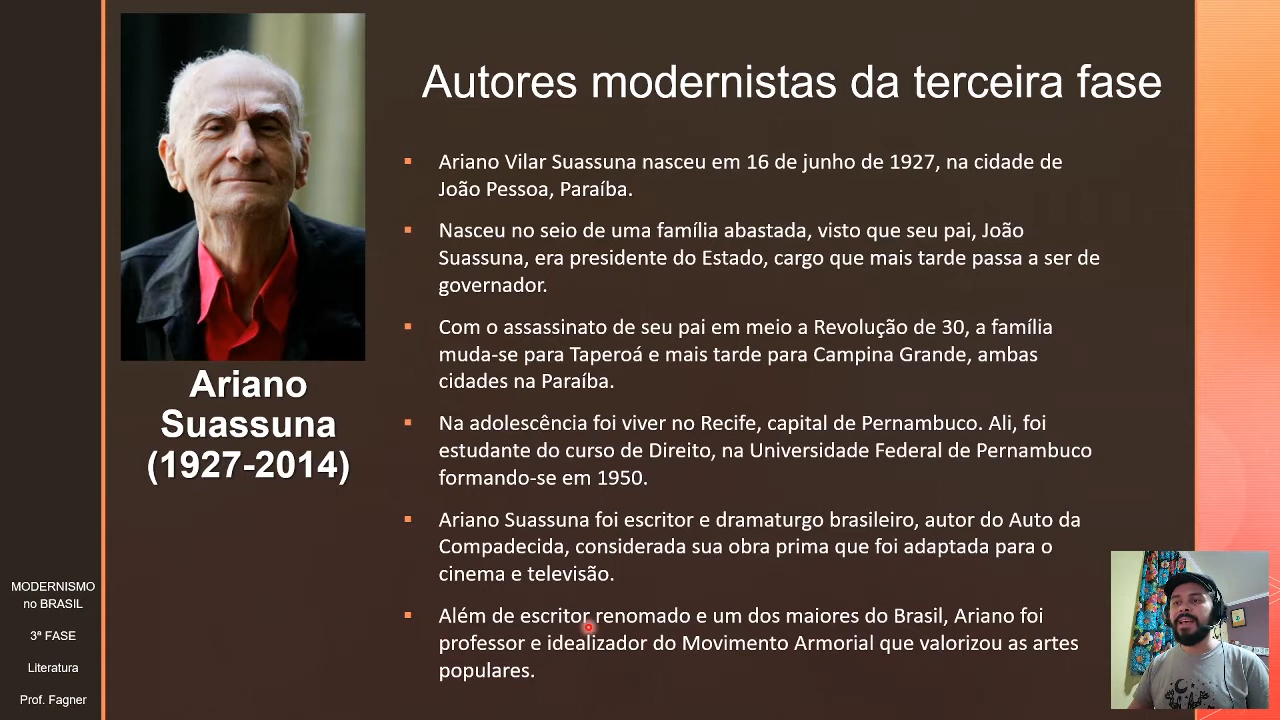 Autores modernistas da terceira fase
Ariano Vilar Suassuna nasceu em 16 de junho de 1927, na cidade de
João Pessoa, Paraíba.
Nasceu no seio de uma família abastada, visto que seu pai, João
Suassuna, era presidente do Estado, cargo que mais tarde passa a ser de
governador.
Com o assassinato de seu pai em meio a Revolução de 30, a família
muda-se para Taperoá e mais tarde para Campina Grande, ambas
cidades na Paraíba.
Na adolescência foi viver no Recife, capital de Pernambuco. Ali, foi
estudante do curso de Direito, na Universidade Federal de Pernambuco
formando-se em 1950.
Ariano Suassuna foi escritor e dramaturgo brasileiro, autor do Auto da
Compadecida, considerada sua obra prima que foi adaptada para o
cinema e televisão.
Além de escritor renomado e um dos maiores do Brasil, Ariano foi
professor e idealizador do Movimento Armorial que valorizou as artes
populares.
Ariano
Suassuna
(1927-2014)
MODERNISMO
no BRASIL
3ª FASE
Literatura
Prof. Fagner